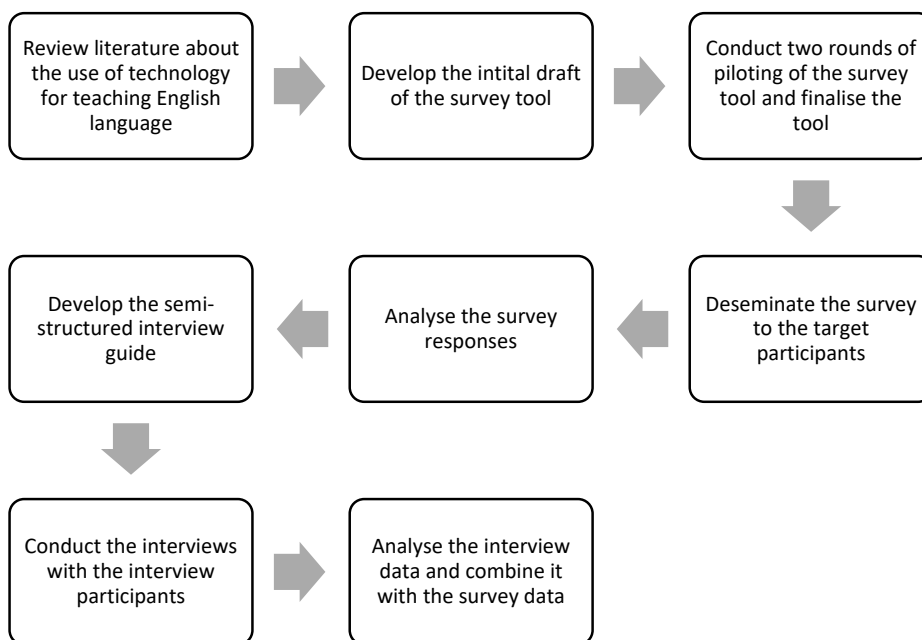 Review literature about
the use of technology
for teaching English
language
Develop the intital draft
of the survey tool
Conduct two rounds of
piloting of the survey
tool and finalise the
tool
Deseminate the survey
to the target
participants
Analyse the survey
responses
Develop the semi-
structured interview
guide
Conduct the interviews
with the interview
participants
Analyse the interview
data and combine it
with the survey data